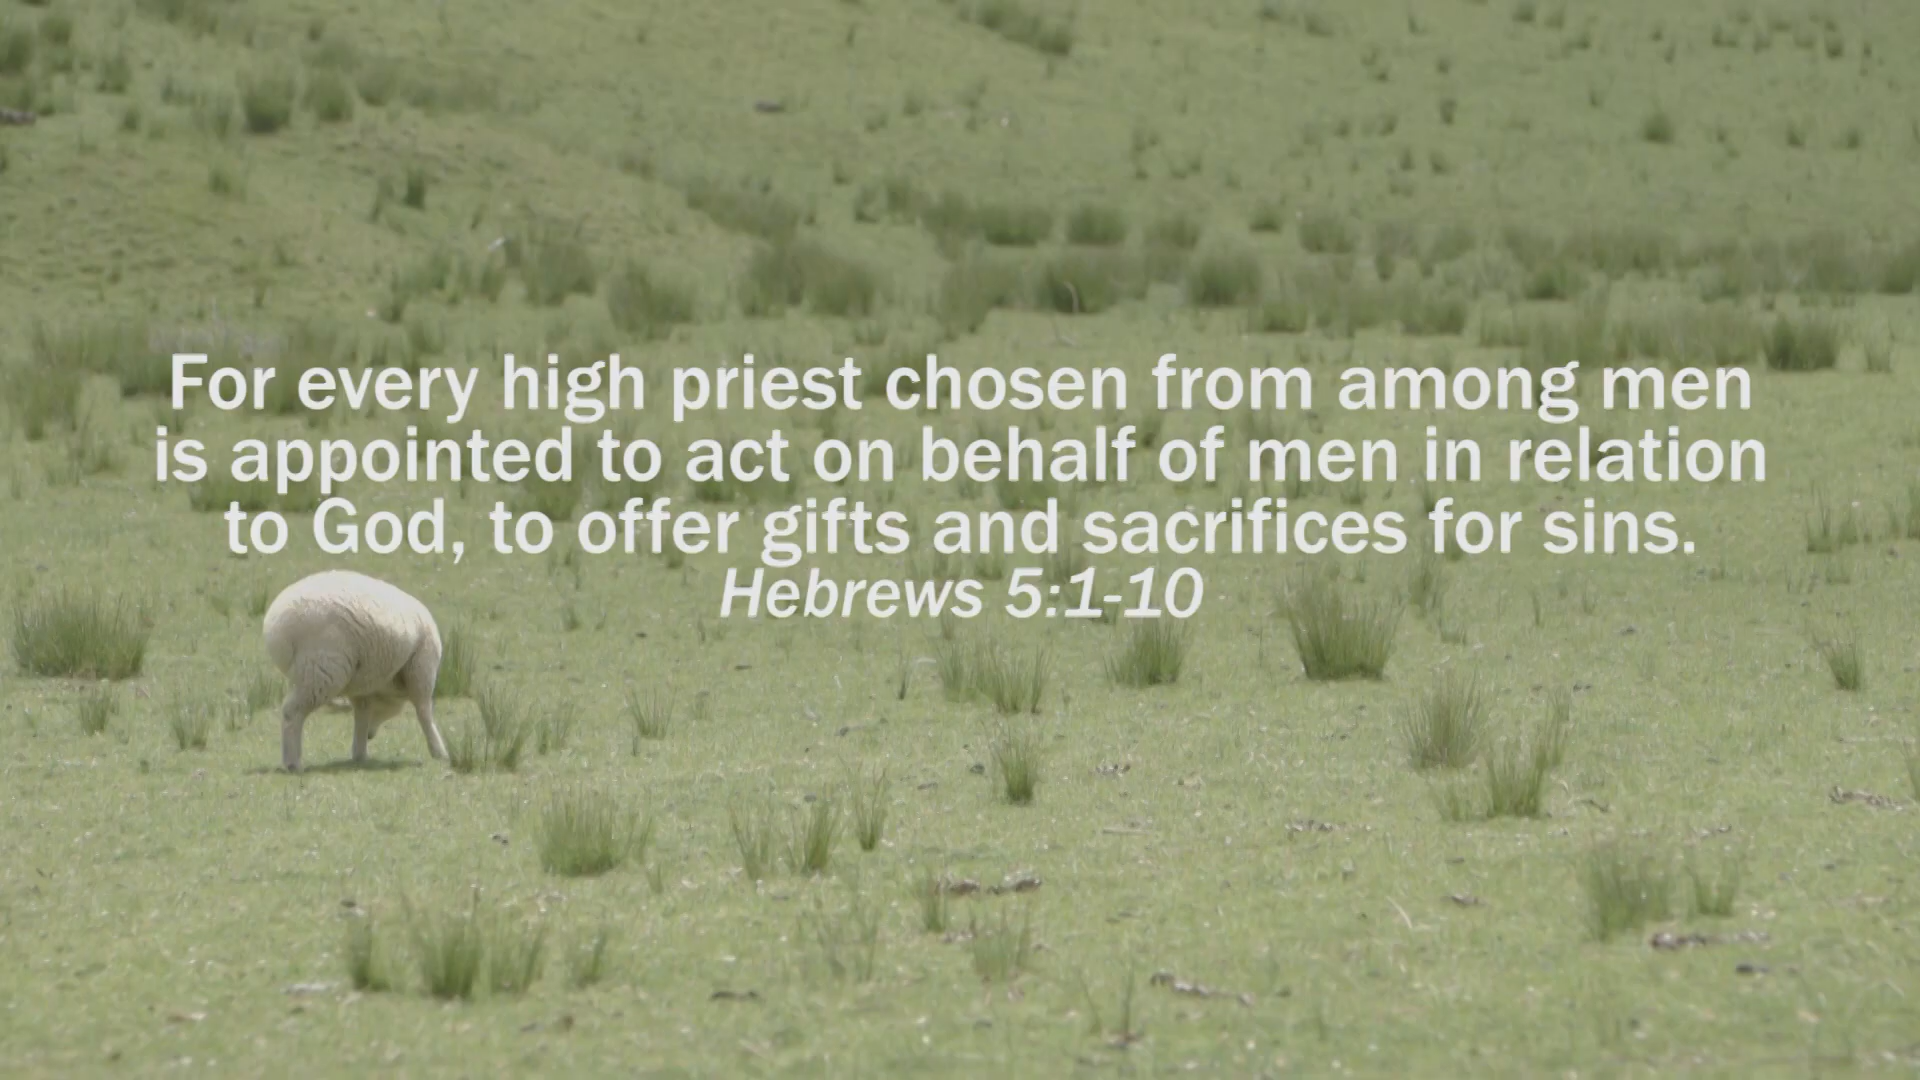 For every high priest chosen from among men
is appointed to act on behalf of men in relation
to God, to offer gifts and sacrifices for sins.
Hebrews 5:1-10